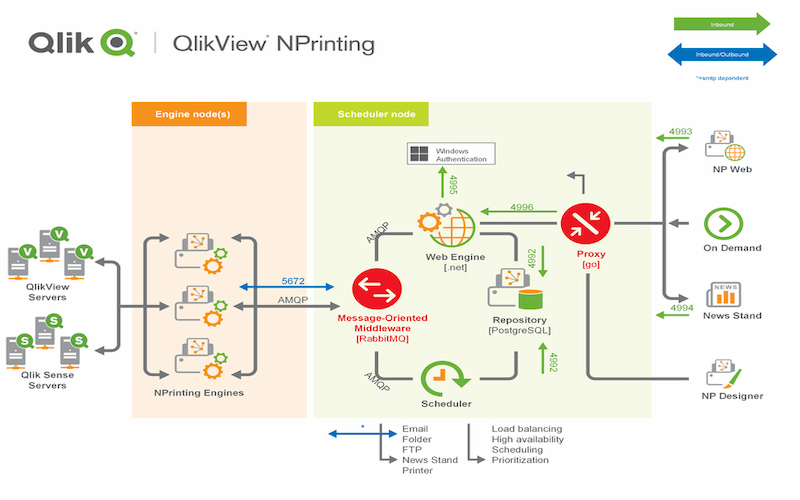 Qlik Q | QlikView® NPrinting
Inbound
Inbound/Outbound
*=smtp dependent
Engine node(s)
Scheduler node
Windows
Authentication
4993
NP Web
4995
4996
AMQP
Web Engine
[.net]
Proxy
[go]
On Demand
V
V
V
QlikView
Servers
5672
AMQP
4992
Message-Oriented
Middleware
[RabbitMQ]
Repository
[PostgreSQL]
NEWS
4994
News Stand
S
S
S
Qlik Sense
Servers
NPrinting Engines
AMQP
4992
Scheduler
NP Designer
*
Email
Folder
FTP
News Stand
Printer
Load balancing
High availability
Scheduling
Prioritization